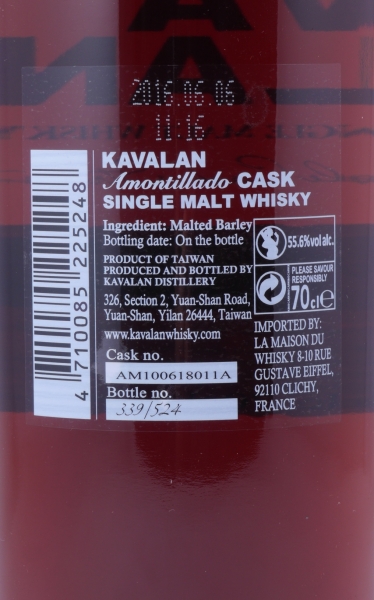 2016.06.06
11:16
KAVALAN
Amontillado CASK
SINGLE MALT WHISKY
Ingredient: Malted Barley
Bottling date: On the bottle
PRODUCT OF TAIWAN
PRODUCED AND BOTTLED BY
KAVALAN DISTILLERY
326, Section 2, Yuan-Shan Road,
Yuan-Shan, Yilan 26444, Taiwan
www.kavalanwhisky.com
Cask no.
AM100618011A
Bottle no.
339/524
55.6%vol alc.
PLEASE SAVOUR
RESPONSIBLY
70cl e
IMPORTED BY:
LA MAISON DU
WHISKY 8-10 RUE
GUSTAVE EIFFEL,
92110 CLICHY,
FRANCE
4 710085 225248